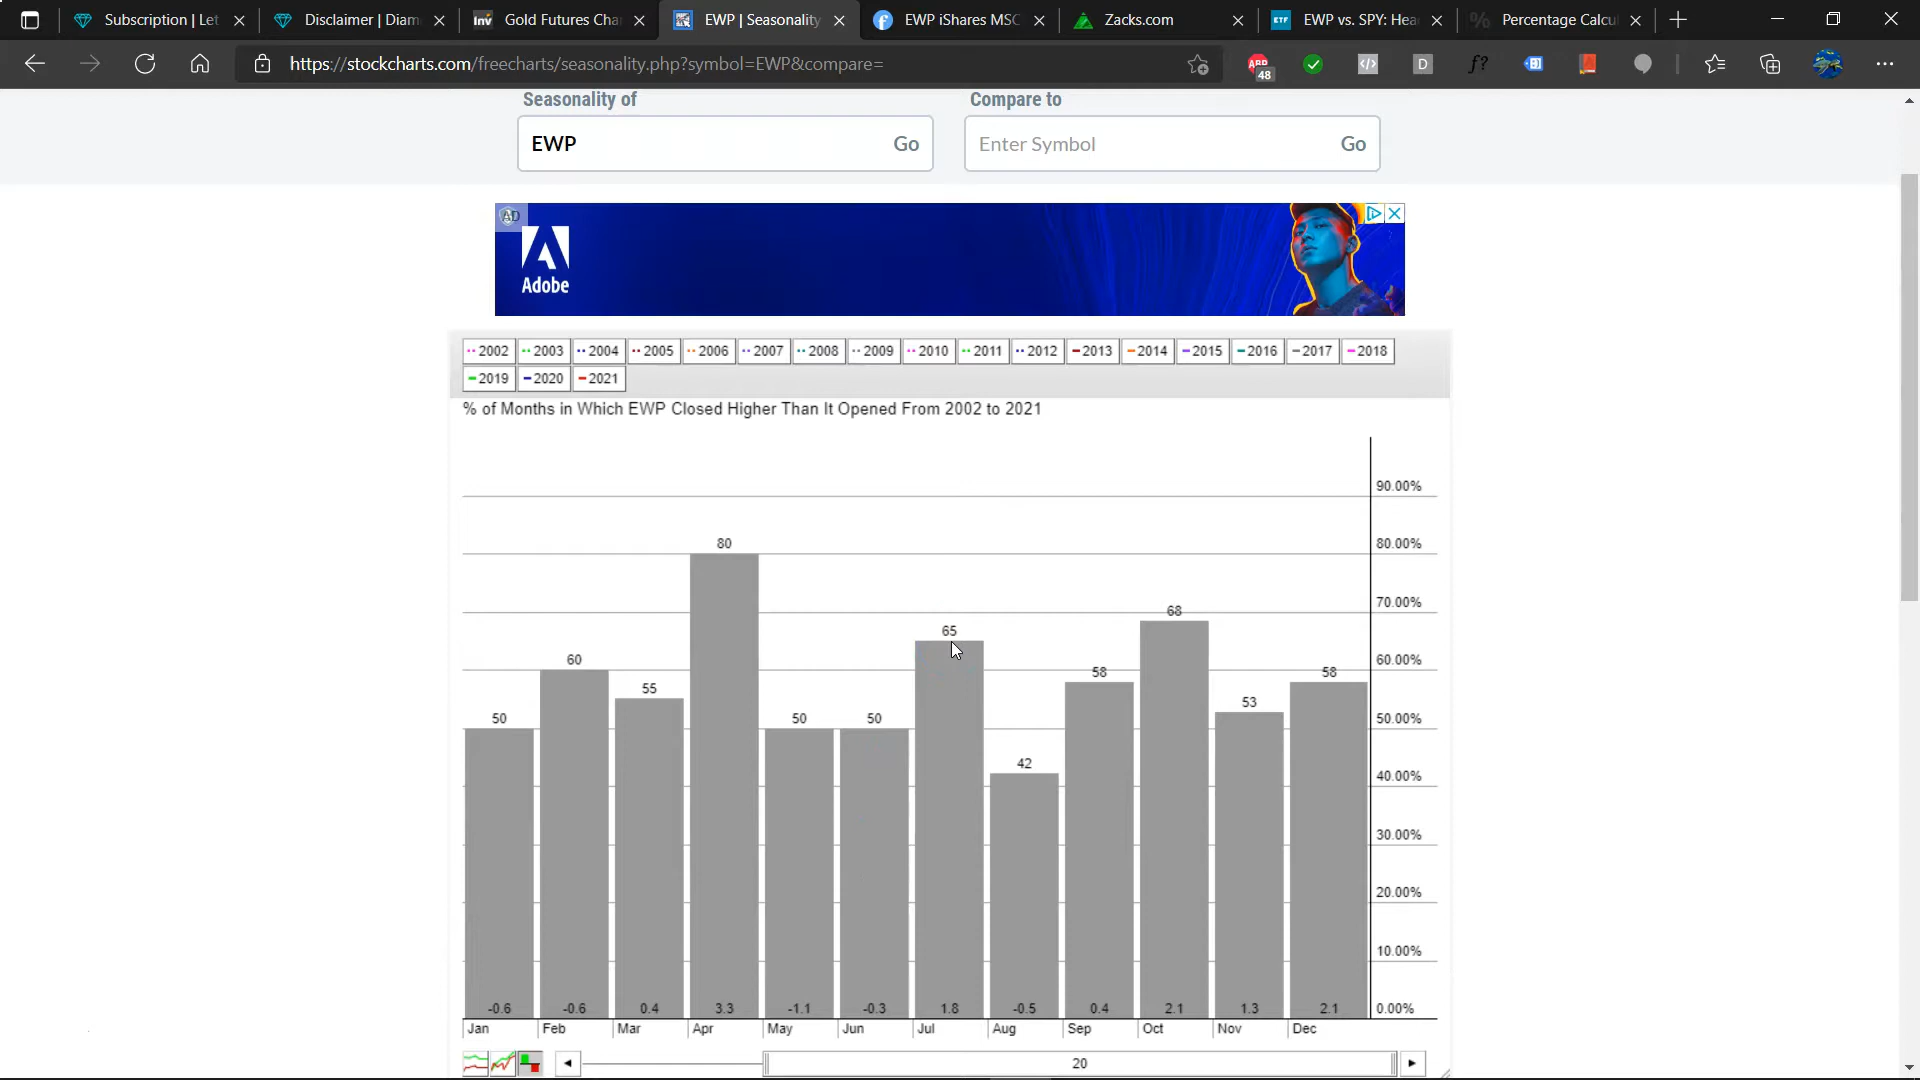 Subscription | Let
Disclaimer | Diam
Inv Gold Futures Cha
EWP | Seasonality
EWP iShares MSC
Zacks.com
ETF EWP vs. SPY: Hea
Percentage Calcu
https://stockcharts.com/freecharts/seasonality.php?symbol=EWP&compare=
ABP 48
</>
D
f?
Seasonality of
Compare to
EWP Go
Enter Symbol Go
AD
Adobe
2002 2003 2004 2005 2006 2007 2008 2009 2010 2011 2012 2013 2014 2015 2016 2017 2018
2019 2020 2021
% of Months in Which EWP Closed Higher Than It Opened From 2002 to 2021
90.00%
80 80.00%
70.00%
68
65
60 60.00%
58 58
55
53
50 50 50 50.00%
42
40.00%
30.00%
20.00%
10.00%
-0.6 -0.6 0.4 3.3 -1.1 -0.3 1.8 -0.5 0.4 2.1 1.3 2.1 0.00%
Jan Feb Mar Apr May Jun Jul Aug Sep Oct Nov Dec
20